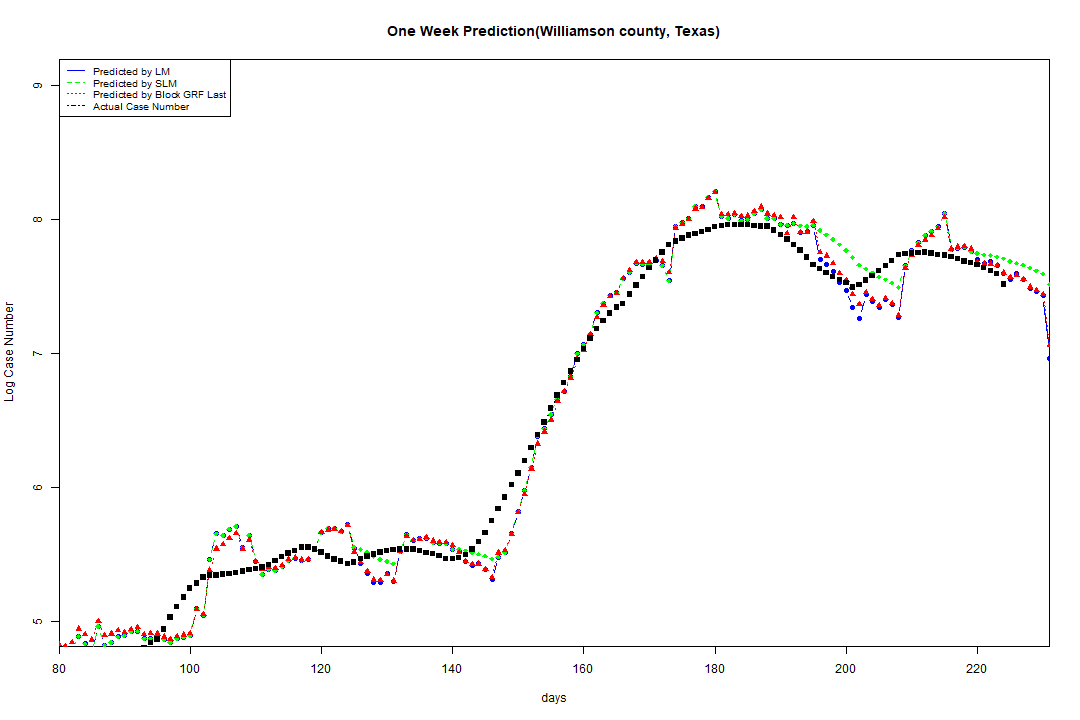 One Week Prediction(Williamson county, Texas)
Predicted by LM
Predicted by SLM
Predicted by Block GRF Last
Actual Case Number
9
8
7
6
5
Log Case Number
80 100 120 140 160 180 200 220
days